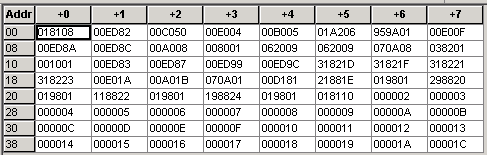 Addr +0 +1 +2 +3 +4 +5 +6 +7
00 018108 00ED82 00C050 00E004 00B005 01A206 959A01 00E00F
08 00ED8A 00ED8C 00A008 008001 062009 062009 070A08 038201
10 001001 00ED83 00ED87 00ED99 00ED9C 31821D 31821F 318221
18 318223 00E01A 00A01B 070A01 00D181 21881E 019801 298820
20 019801 118822 019801 198824 019801 018110 000002 000003
28 000004 000005 000006 000007 000008 000009 00000A 00000B
30 00000C 00000D 00000E 00000F 000010 000011 000012 000013
38 000014 000015 000016 000017 000018 000019 00001A 00001C